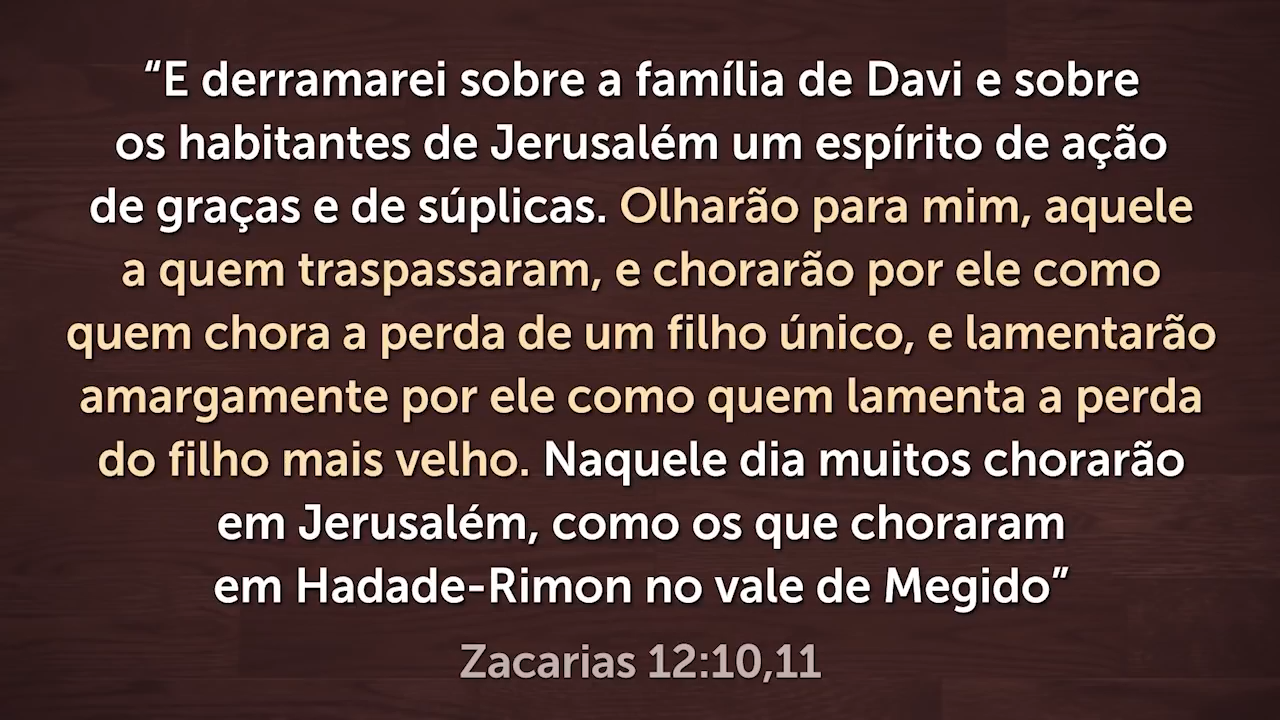 “E derramarei sobre a família de Davi e sobre
os habitantes de Jerusalém um espírito de ação
de graças e de súplicas. Olharão para mim, aquele
a quem traspassaram, e chorarão por ele como
quem chora a perda de um filho único, e lamentarão
amargamente por ele como quem lamenta a perda
do filho mais velho. Naquele dia muitos chorarão
em Jerusalém, como os que choraram
em Hadade-Rimon no vale de Megido”
Zacarias 12:10,11